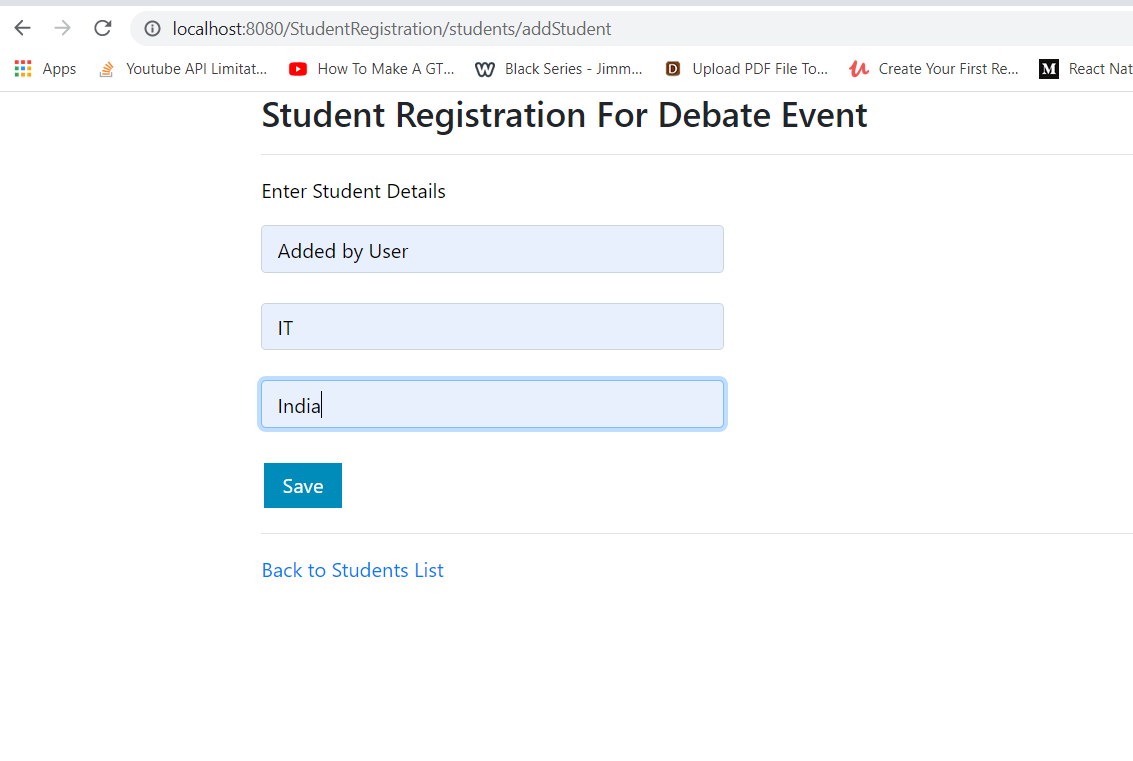 localhost:8080/StudentRegistration/students/addStudent
Apps Youtube API Limitat... How To Make A GT... W Black Series - Jimm... D Upload PDF File To... Create Your First Re... M React Nat
Student Registration For Debate Event
Enter Student Details
Added by User
IT
India
Save
Back to Students List